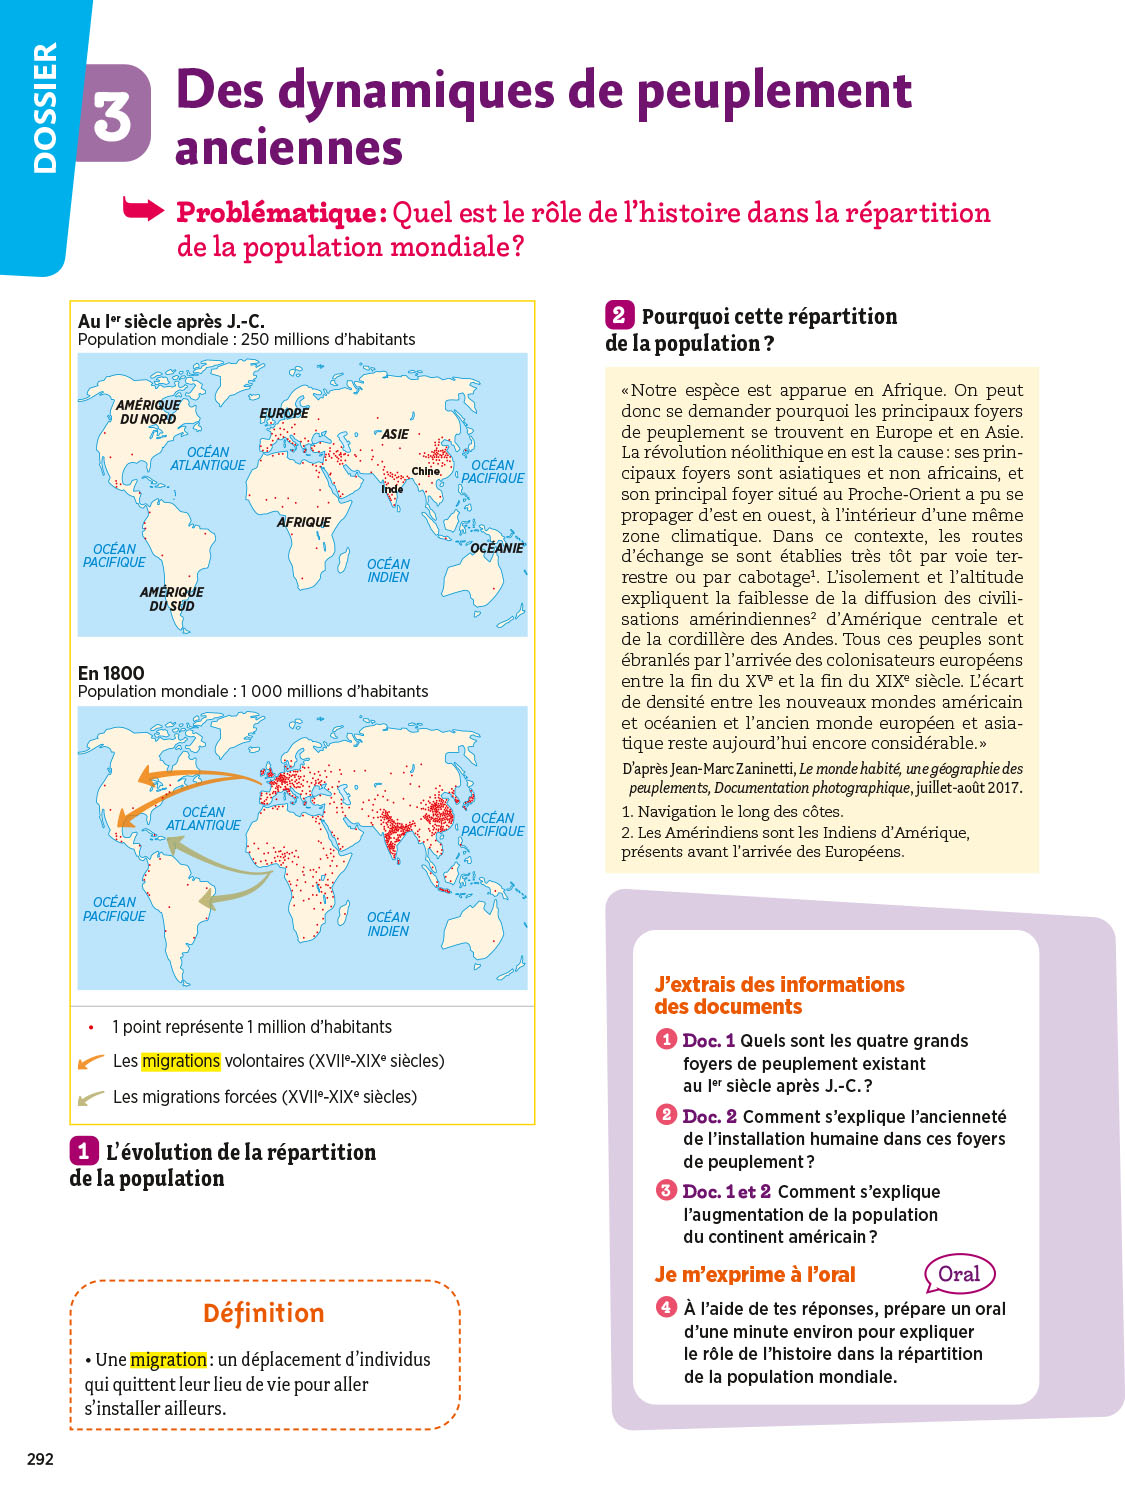 DOSSIER
3
Des dynamiques de peuplement
anciennes
Problématique : Quel est le rôle de l'histoire dans la répartition
de la population mondiale ?
Au Ier siècle après J.-C.
Population mondiale : 250 millions d'habitants
AMÉRIQUE
DU NORD
EUROPE
ASIE
OCÉAN
ATLANTIQUE
Chine
OCÉAN
PACIFIQUE
Inde
AFRIQUE
OCÉAN
PACIFIQUE
OCÉANIE
OCÉAN
INDIEN
AMÉRIQUE
DU SUD
En 1800
Population mondiale : 1 000 millions d'habitants
OCÉAN
ATLANTIQUE
OCÉAN
PACIFIQUE
OCÉAN
PACIFIQUE
OCÉAN
INDIEN
1 point représente 1 million d'habitants
Les migrations volontaires (XVIIe-XIXe siècles)
Les migrations forcées (XVIIe-XIXe siècles)
1 L'évolution de la répartition
de la population
Définition
• Une migration : un déplacement d'individus
qui quittent leur lieu de vie pour aller
s'installer ailleurs.
2 Pourquoi cette répartition
de la population ?
« Notre espèce est apparue en Afrique. On peut
donc se demander pourquoi les principaux foyers
de peuplement se trouvent en Europe et en Asie.
La révolution néolithique en est la cause : ses prin-
cipaux foyers sont asiatiques et non africains, et
son principal foyer situé au Proche-Orient a pu se
propager d'est en ouest, à l'intérieur d'une même
zone climatique. Dans ce contexte, les routes
d'échange se sont établies très tôt par voie ter-
restre ou par cabotage1. L'isolement et l'altitude
expliquent la faiblesse de la diffusion des civili-
sations amérindiennes2 d'Amérique centrale et
de la cordillère des Andes. Tous ces peuples sont
ébranlés par l'arrivée des colonisateurs européens
entre la fin du XVe et la fin du XIXe siècle. L'écart
de densité entre les nouveaux mondes américain
et océanien et l'ancien monde européen et asia-
tique reste aujourd'hui encore considérable. »
D'après Jean-Marc Zaninetti, Le monde habité, une géographie des
peuplements, Documentation photographique, juillet-août 2017.
1. Navigation le long des côtes.
2. Les Amérindiens sont les Indiens d'Amérique,
présents avant l'arrivée des Européens.
J'extrais des informations
des documents
1 Doc. 1 Quels sont les quatre grands
foyers de peuplement existant
au Ier siècle après J.-C. ?
2 Doc. 2 Comment s'explique l'ancienneté
de l'installation humaine dans ces foyers
de peuplement ?
3 Doc. 1 et 2 Comment s'explique
l'augmentation de la population
du continent américain ?
Je m'exprime à l'oral
Oral
4 À l'aide de tes réponses, prépare un oral
d'une minute environ pour expliquer
le rôle de l'histoire dans la répartition
de la population mondiale.
292